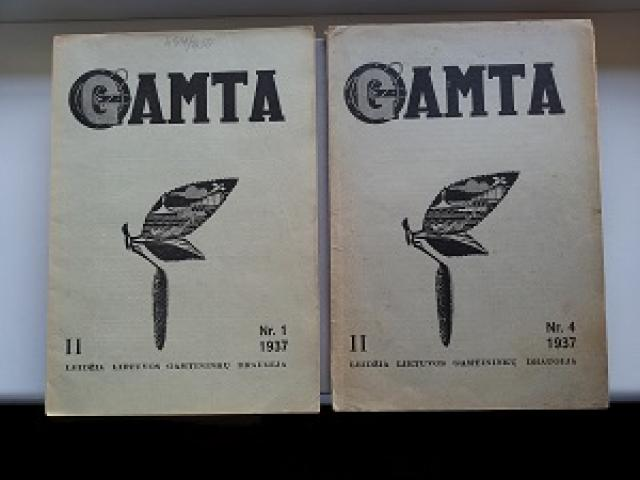 GAMTA
II
Nr. 1
1937
LEIDŽIA LIETUVOS GAMTININKŲ DRAUGIJA
GAMTA
II
Nr. 4
1937
LEIDŽIA LIETUVOS GAMTININKŲ DRAUGIJA